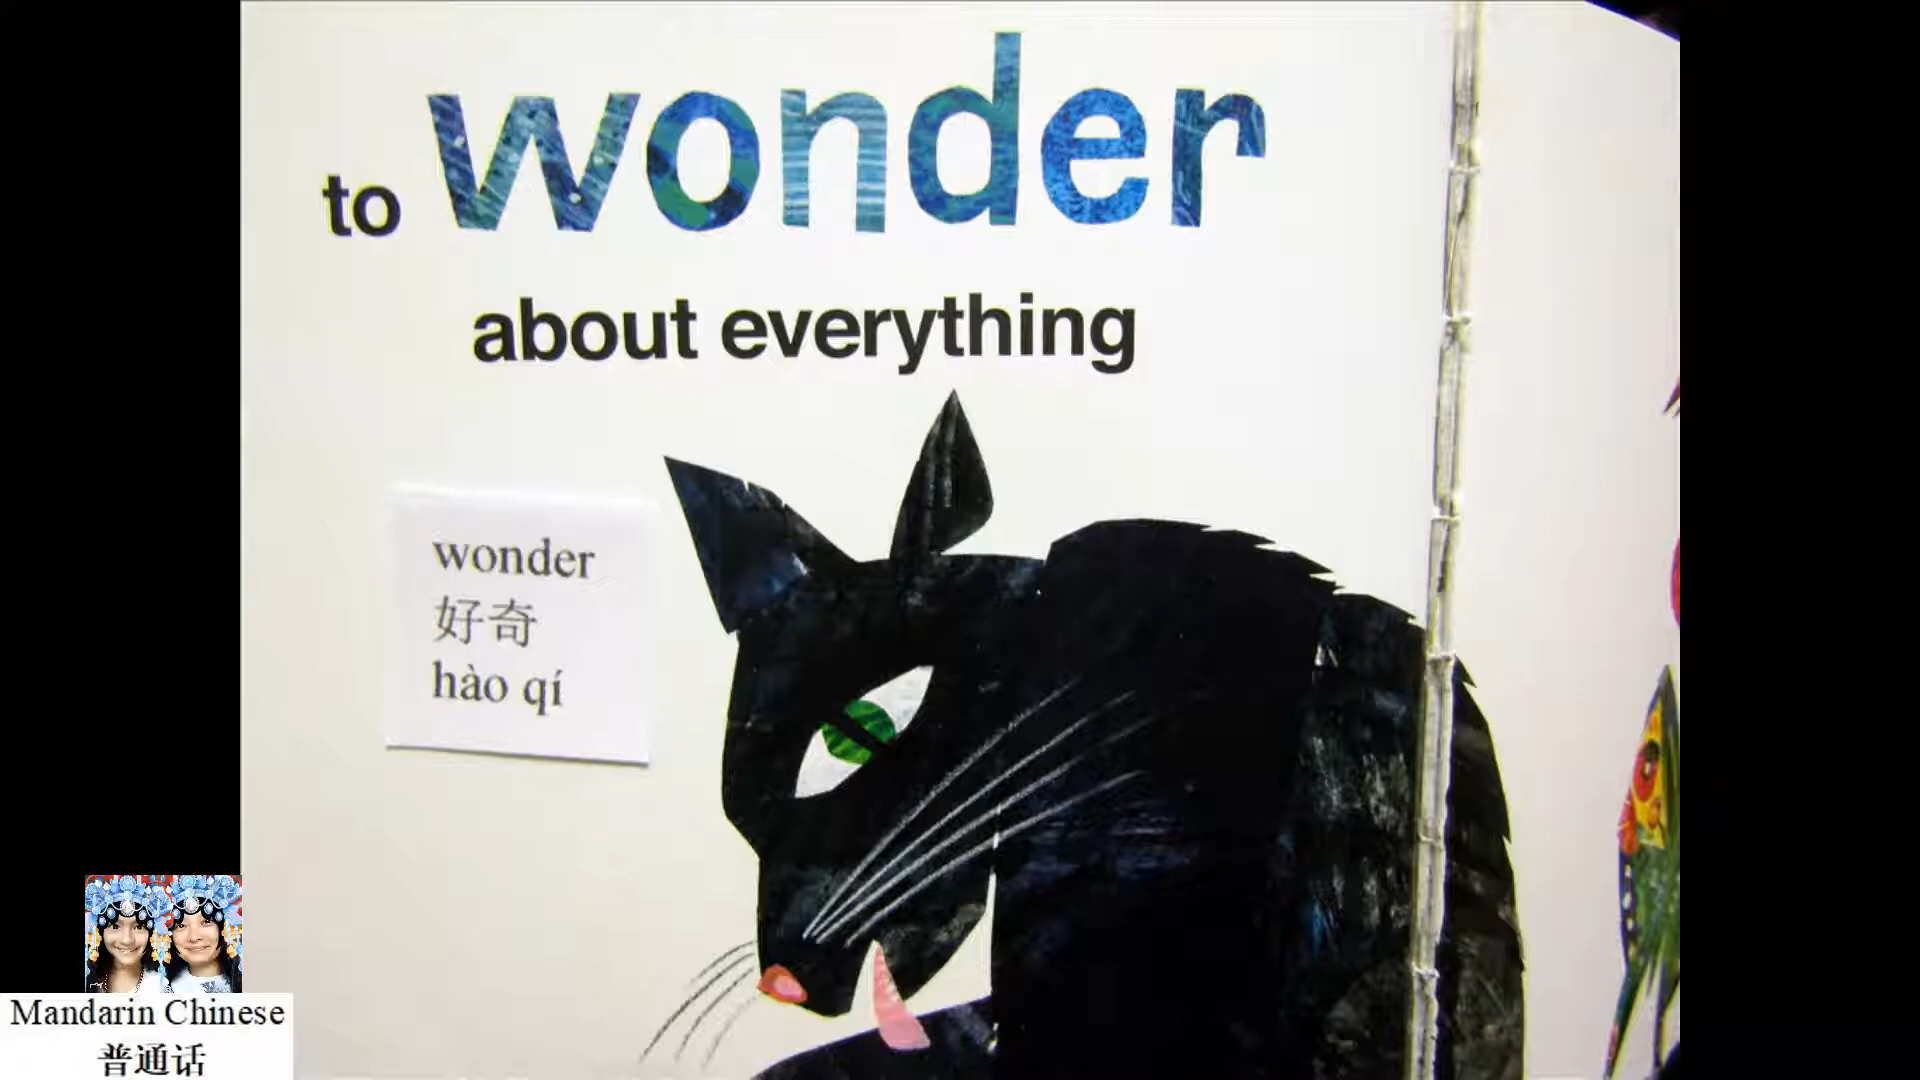 to wonder
about everything
wonder
好奇
hào qí
Mandarin Chinese
普通话